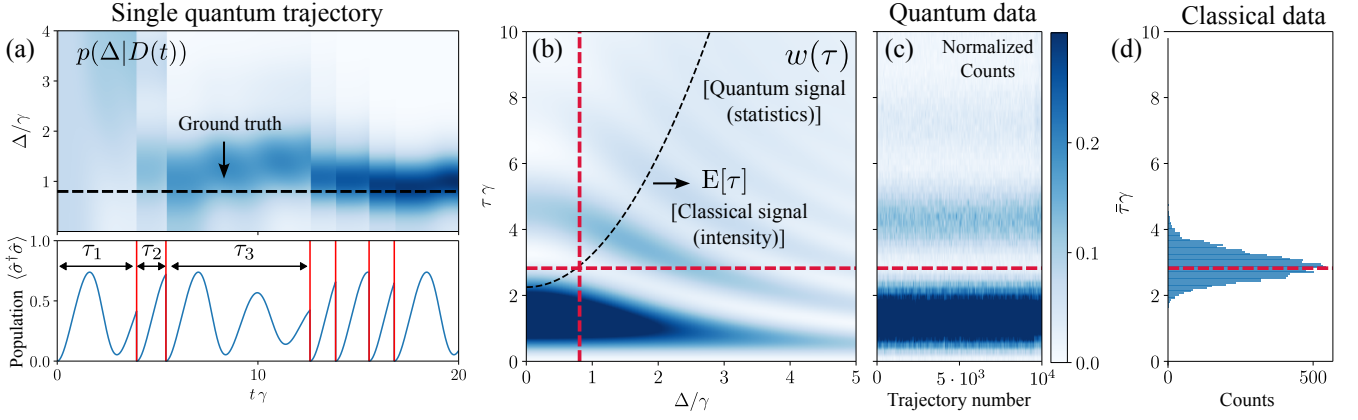 Single quantum trajectory
(a)
p(Δ|D(t))
Ground truth
Δ/γ
4
3
2
1
Population ⟨σ̂†σ̂⟩
1.0
0.5
0.0
τ₁
τ₂
τ₃
0
10
20
tγ
(b)
w(τ)
[Quantum signal
(statistics)]
E[τ]
[Classical signal
(intensity)]
τγ
10
8
6
4
2
0
0
1
2
3
4
5
Δ/γ
Quantum data
(c)
Normalized
Counts
0
5 · 10³
10⁴
Trajectory number
0.2
0.1
0.0
Classical data
(d)
τ̄γ
10
8
6
4
2
0
0
500
Counts